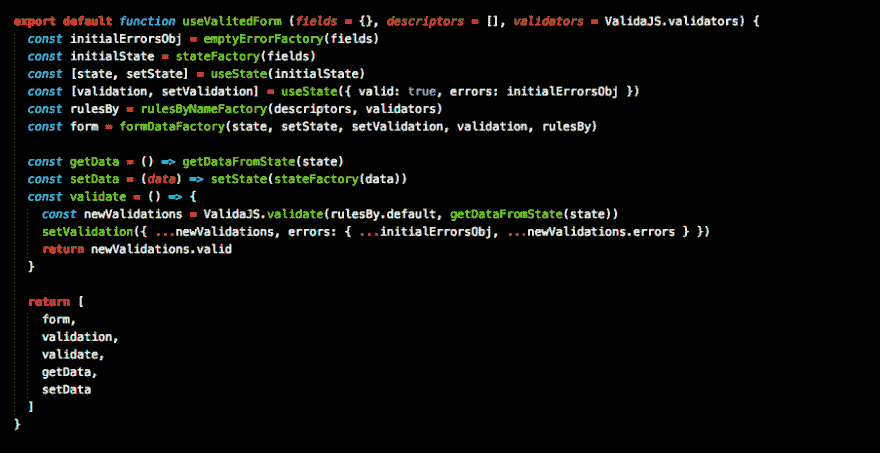 export default function useValitedForm (fields = {}, descriptors = [], validators = ValidaJS.validators) {
  const initialErrorsObj = emptyErrorFactory(fields)
  const initialState = stateFactory(fields)
  const [state, setState] = useState(initialState)
  const [validation, setValidation] = useState({ valid: true, errors: initialErrorsObj })
  const rulesBy = rulesByNameFactory(descriptors, validators)
  const form = formDataFactory(state, setState, setValidation, validation, rulesBy)

  const getData = () => getDataFromState(state)
  const setData = (data) => setState(stateFactory(data))
  const validate = () => {
    const newValidations = ValidaJS.validate(rulesBy.default, getDataFromState(state))
    setValidation({ ...newValidations, errors: { ...initialErrorsObj, ...newValidations.errors } })
    return newValidations.valid
  }

  return [
    form,
    validation,
    validate,
    getData,
    setData
  ]
}